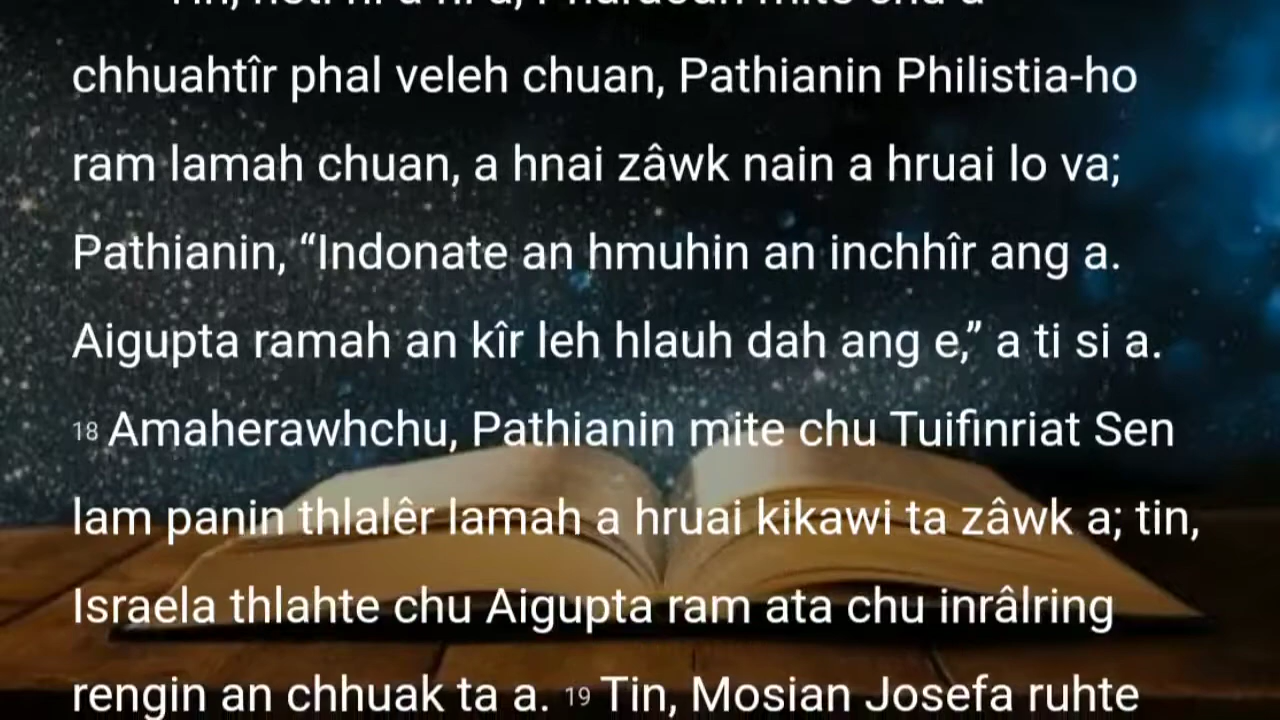 chhuahtîr phal veleh chuan, Pathianin Philistia-ho
ram lamah chuan, a hnai zâwk nain a hruai lo va;
Pathianin, “Indonate an hmuhin an inchhîr ang a.
Aigupta ramah an kîr leh hlauh dah ang e,” a ti si a.
18 Amaherawhchu, Pathianin mite chu Tuifinriat Sen
lam panin thlalêr lamah a hruai kikawi ta zâwk a; tin,
Israela thlahte chu Aigupta ram ata chu inrâlring
rengin an chhuak ta a. 19 Tin, Mosian Josefa ruhte